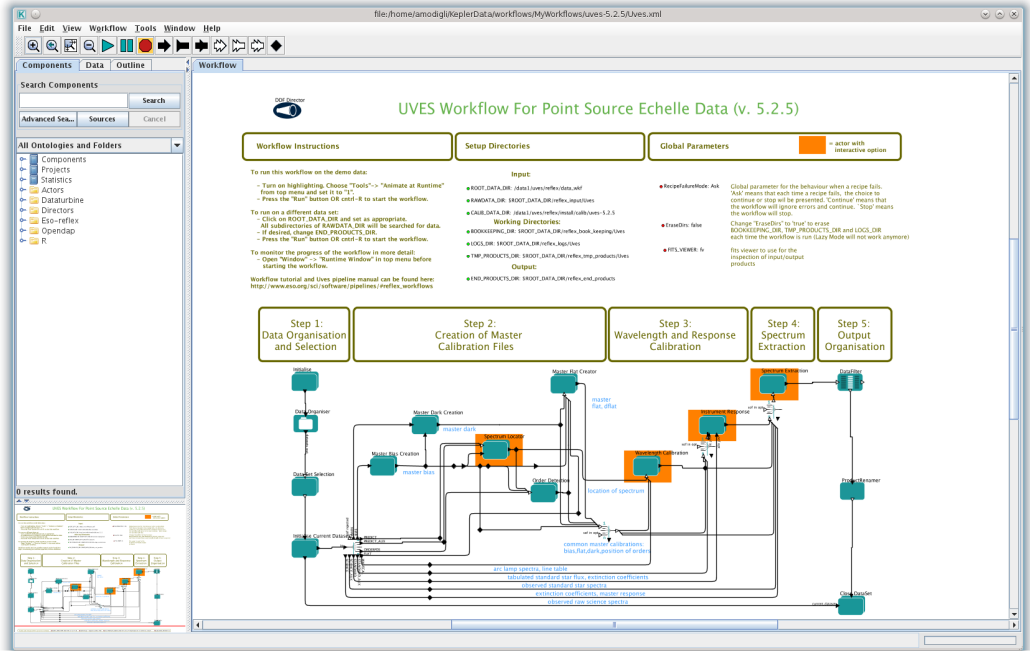 file:/home/amodigli/KeplerData/workflows/MyWorkflows/uves-5.2.5/Uves.xml
File Edit View Workflow Tools Window Help
Components Data Outline
Workflow
Search Components
Search
Advanced Sea... Sources Cancel
All Ontologies and Folders
Components
Projects
Statistics
Actors
Dataturbine
Directors
Eso-reflex
Opendap
R
0 results found.
DDF Director
UVES Workflow For Point Source Echelle Data (v. 5.2.5)
Workflow Instructions
Setup Directories
Global Parameters
= actor with
interactive option
To run this workflow on the demo data:
- Turn on highlighting. Choose "Tools"-> "Animate at Runtime"
from top menu and set it to "1".
- Press the "Run" button OR cntrl-R to start the workflow.
To run on a different data set:
- Click on ROOT_DATA_DIR and set as appropriate.
All subdirectories of RAWDATA_DIR will be searched for data.
- If desired, change END_PRODUCTS_DIR.
- Press the "Run" button OR cntrl-R to start the workflow.
To monitor the progress of the workflow in more detail:
- Open "Window" -> "Runtime Window" in top menu before
starting the workflow.
Workflow tutorial and Uves pipeline manual can be found here:
http://www.eso.org/sci/software/pipelines/#reflex_workflows
ROOT_DATA_DIR: /data1/uves/reflex/data_wkf
RAWDATA_DIR: $ROOT_DATA_DIR/reflex_input/Uves
CALIB_DATA_DIR: /data1/uves/reflex/install/calib/uves-5.2.5
Working Directories:
BOOKKEEPING_DIR: $ROOT_DATA_DIR/reflex_book_keeping/Uves
LOGS_DIR: $ROOT_DATA_DIR/reflex_logs/Uves
TMP_PRODUCTS_DIR: $ROOT_DATA_DIR/reflex_tmp_products/Uves
Output:
END_PRODUCTS_DIR: $ROOT_DATA_DIR/reflex_end_products
RecipeFailureMode: Ask
Global parameter for the behaviour when a recipe fails.
'Ask' means that each time a recipe fails, the choice to
continue or stop wil be presented. 'Continue' means that
the workflow will ignore errors and continue, ``Stop' means
the workflow will stop.
EraseDirs: false
Change "EraseDirs" to 'true' to erase
BOOKKEEPING_DIR, TMP_PRODUCTS_DIR and LOGS_DIR
each time the workflow is run (Lazy Mode will not work anymore)
FITS_VIEWER: fv
fits viewer to use for the
inspection of input/output
products
Step 1:
Data Organisation
and Selection
Step 2:
Creation of Master
Calibration Files
Step 3:
Wavelength and Response
Calibration
Step 4:
Spectrum
Extraction
Step 5:
Output
Organisation
Initialise
Master Flat Creator
Spectrum Extraction
DataFilter
master
flat, dflat
Data Organiser
Master Dark Creation
Instrument Response
master dark
Spectrum Locator
Master Bias Creation
Wavelength Calibration
master bias
Data Set Selection
Order Detection
location of spectrum
ProductRenamer
Initialise Current Dataset
common master calibrations:
bias,flat,dark,position of orders
arc lamp spectra, line table
tabulated standard star flux, extinction coefficients
observed standard star spectra
extinction coefficients, master response
observed raw science spectra
Close DataSet